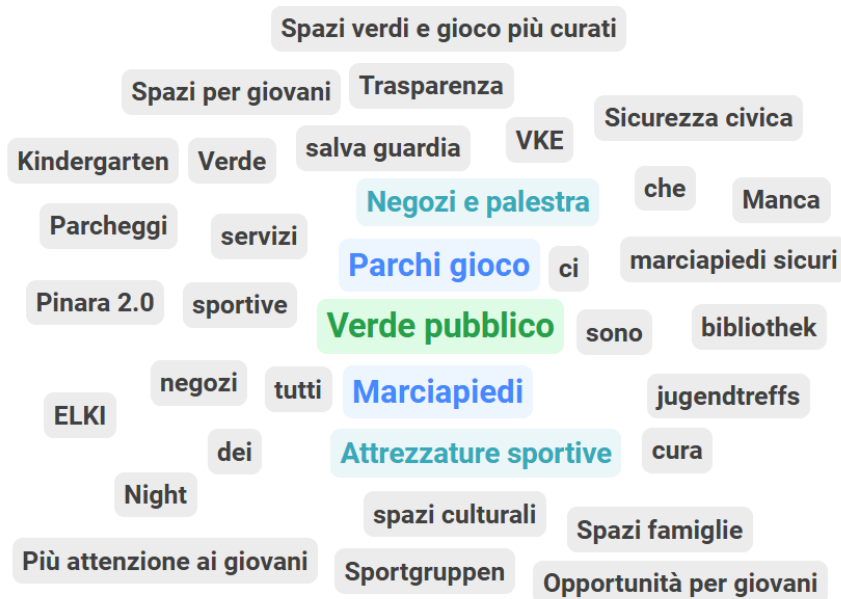 Spazi verdi e gioco più curati
Spazi per giovani
Trasparenza
Sicurezza civica
Kindergarten
Verde
salva guardia
VKE
Negozi e palestra
che
Manca
Parcheggi
servizi
Parchi gioco
ci
marciapiedi sicuri
Pinara 2.0
sportive
Verde pubblico
sono
bibliothek
negozi
tutti
Marciapiedi
jugendtreffs
ELKI
dei
Attrezzature sportive
cura
Night
spazi culturali
Spazi famiglie
Più attenzione ai giovani
Sportgruppen
Opportunità per giovani